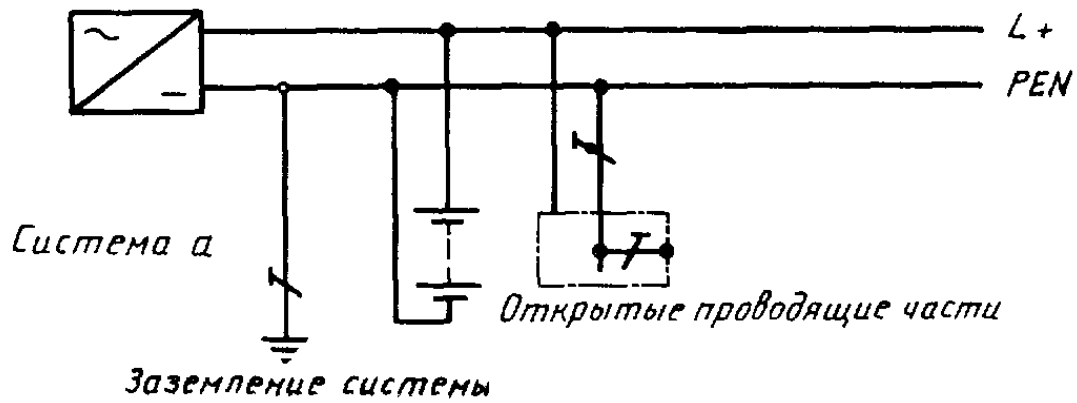 L+
PEN
Система а
Открытые проводящие части
Заземление системы